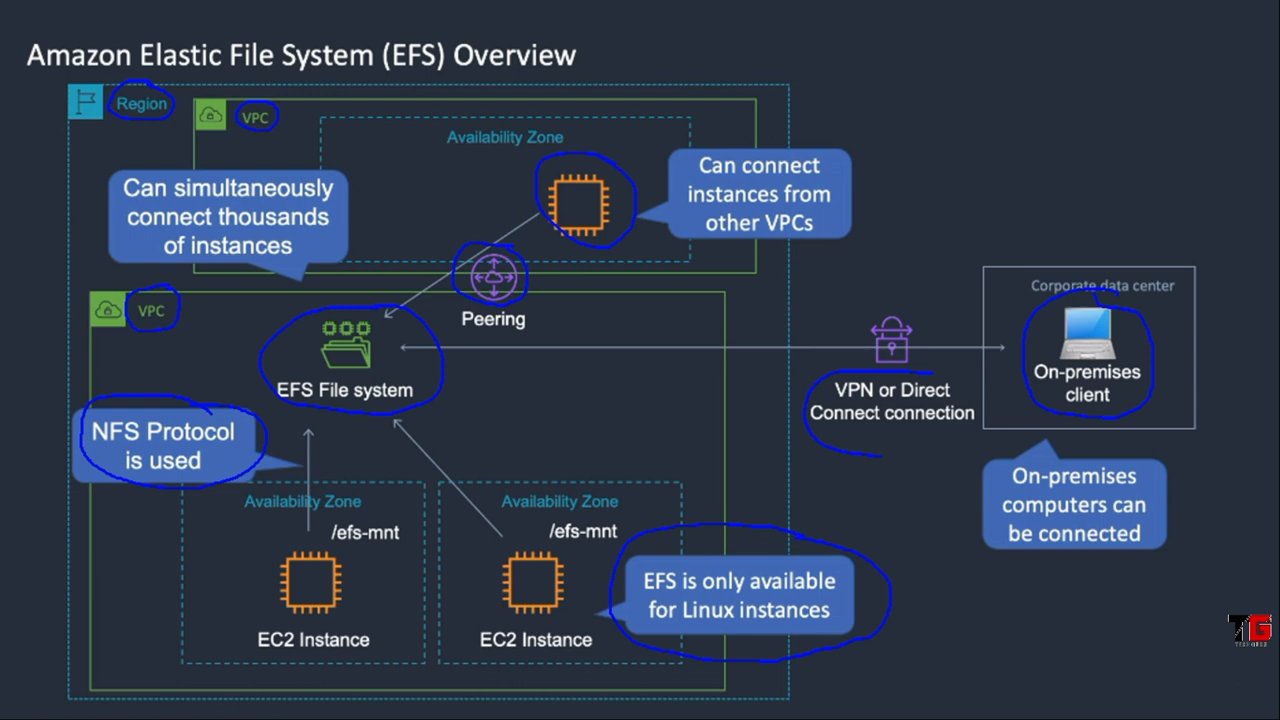 Amazon Elastic File System (EFS) Overview
Region
VPC
Availability Zone
Can simultaneously
connect thousands
of instances
Can connect
instances from
other VPCs
Peering
VPC
EFS File system
NFS Protocol
is used
VPN or Direct
Connect connection
Corporate data center
On-premises
client
On-premises
computers can
be connected
Availability Zone
/efs-mnt
EC2 Instance
Availability Zone
/efs-mnt
EC2 Instance
EFS is only available
for Linux instances
TG